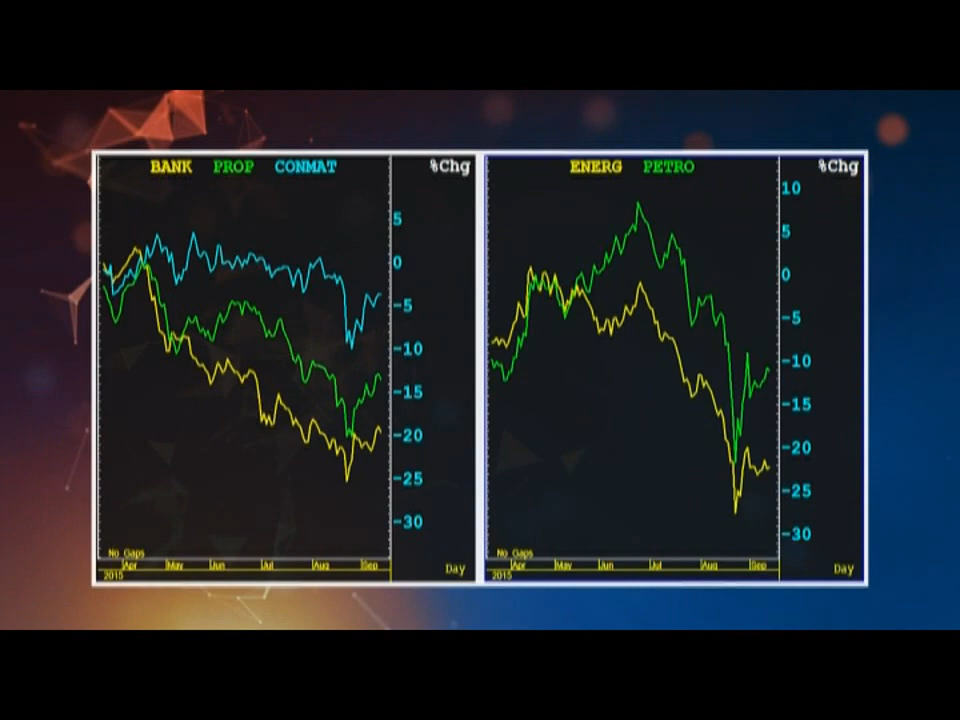 BANK PROP CONMAT %Chg
5
0
-5
-10
-15
-20
-25
-30
No Gaps
Apr May Jun Jul Aug Sep
2015
Day
ENERG PETRO %Chg
10
5
0
-5
-10
-15
-20
-25
-30
No Gaps
Apr May Jun Jul Aug Sep
2015
Day